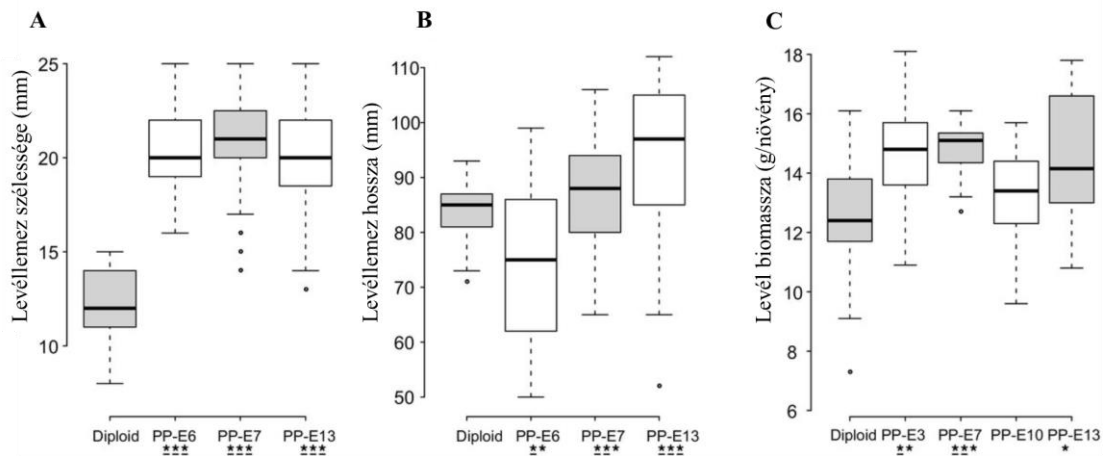 A
Levéllemez szélessége (mm)
25
20
15
10
Diploid PP-E6 PP-E7 PP-E13
*** *** ***
B
Levéllemez hossza (mm)
110
100
90
80
70
60
50
Diploid PP-E6 PP-E7 PP-E13
** *** ***
C
Levél biomassza (g/növény)
18
16
14
12
10
8
6
Diploid PP-E3 PP-E7 PP-E10 PP-E13
** *** *